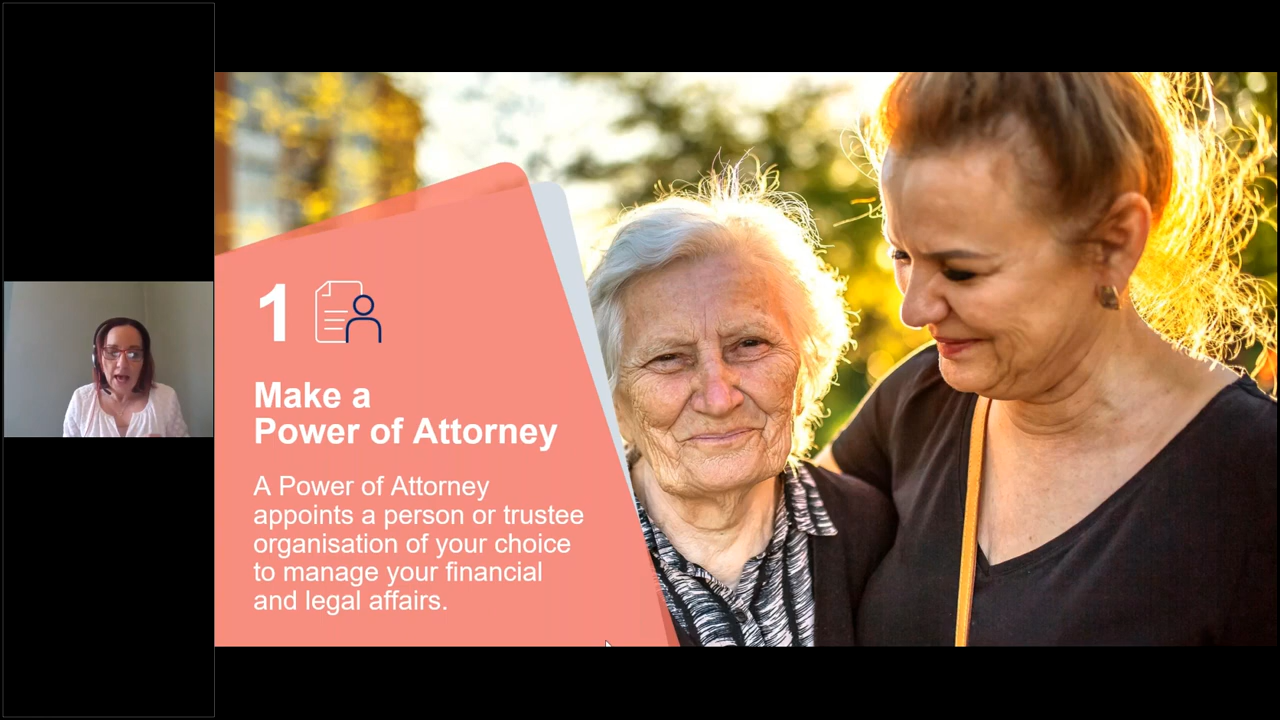 1
Make a
Power of Attorney
A Power of Attorney
appoints a person or trustee
organisation of your choice
to manage your financial
and legal affairs.